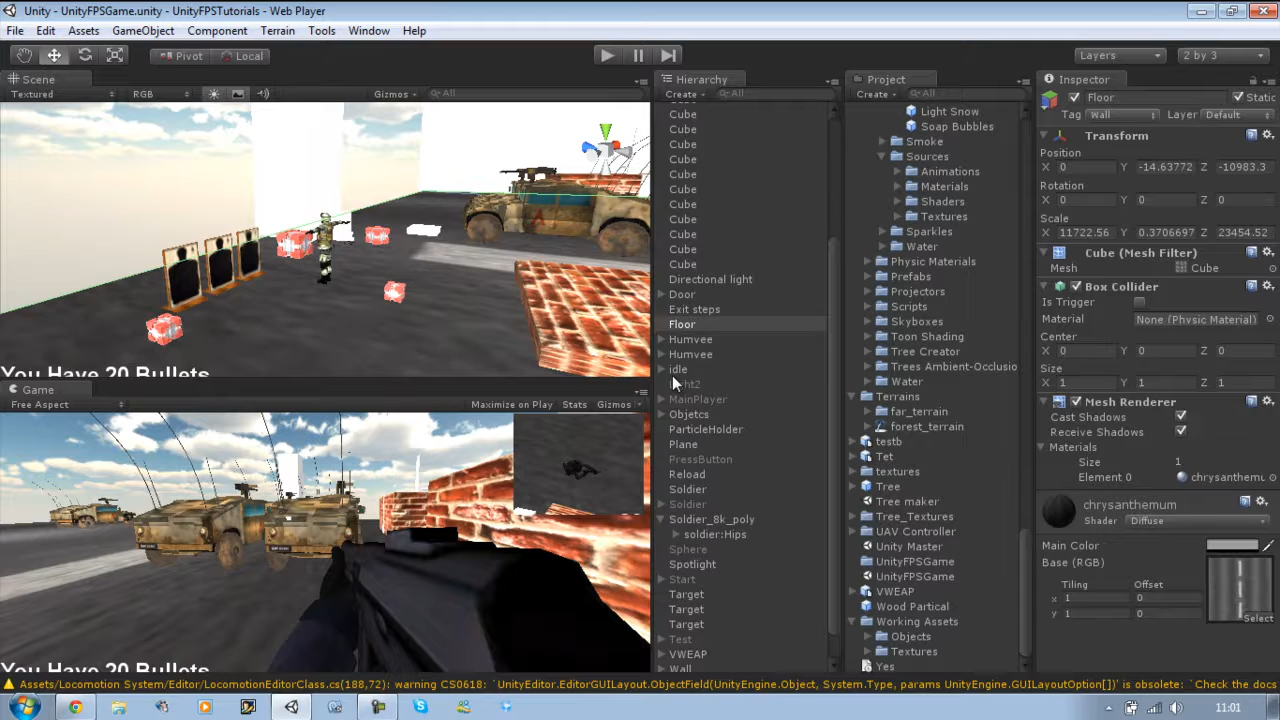 Unity - UnityFPSGame.unity - UnityFPSTutorials - Web Player
File Edit Assets GameObject Component Terrain Tools Window Help
Pivot Local Layers 2 by 3
Scene
Textured RGB Gizmos All
You Have 20 Bullets
Game
Free Aspect Maximize on Play Stats Gizmos
You Have 20 Bullets
Hierarchy
Create All
Cube
Cube
Cube
Cube
Cube
Cube
Cube
Cube
Cube
Cube
Cube
Directional light
Door
Exit steps
Floor
Humvee
Humvee
idle
MainPlayer
Objetcs
ParticleHolder
Plane
PressButton
Reload
Soldier
Soldier
Soldier_8k_poly
soldier:Hips
Sphere
Spotlight
Start
Target
Target
Target
Test
VWEAP
Wall
Project
Create All
Light Snow
Soap Bubbles
Smoke
Sources
Animations
Materials
Shaders
Textures
Sparkles
Water
Physic Materials
Prefabs
Projectors
Scripts
Skyboxes
Toon Shading
Tree Creator
Trees Ambient-Occlusio
Water
Terrains
far_terrain
forest_terrain
testb
Tet
textures
Tree
Tree maker
Tree_Textures
UAV Controller
Unity Master
UnityFPSGame
UnityFPSGame
VWEAP
Wood Partical
Working Assets
Objects
Textures
Yes
Inspector
Floor Static
Tag Wall Layer Default
Transform
Position
X 0 Y -14.63772 Z -10983.3
Rotation
X 0 Y 0 Z 0
Scale
X 11722.56 Y 0.3706697 Z 23454.52
Cube (Mesh Filter)
Mesh Cube
Box Collider
Is Trigger
Material None (Physic Material)
Center
X 0 Y 0 Z 0
Size
X 1 Y 1 Z 1
Mesh Renderer
Cast Shadows
Receive Shadows
Materials
Size 1
Element 0 chrysanthemum
chrysanthemum
Shader Diffuse
Main Color
Base (RGB)
Tiling Offset
x 1 0
y 1 0
Select
Assets/Locomotion System/Editor/LocomotionEditorClass.cs(188,72): warning CS0618: `UnityEditor.EditorGUILayout.ObjectField(UnityEngine.Object, System.Type, params UnityEngine.GUILayoutOption[])' is obsolete: `Check the docs
11:01